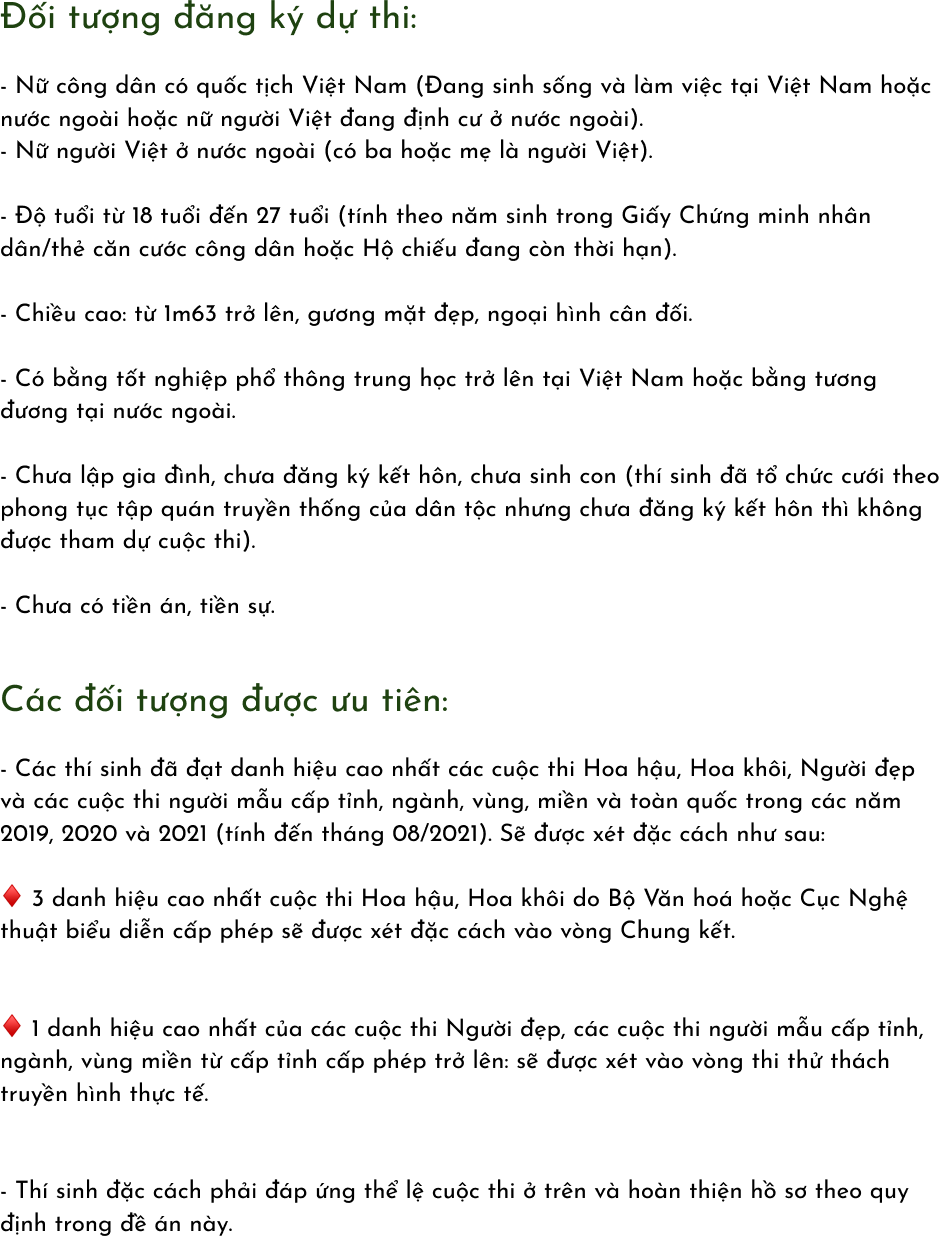 Đối tượng đăng ký dự thi:
- Nữ công dân có quốc tịch Việt Nam (Đang sinh sống và làm việc tại Việt Nam hoặc
nước ngoài hoặc nữ người Việt đang định cư ở nước ngoài).
- Nữ người Việt ở nước ngoài (có ba hoặc mẹ là người Việt).
- Độ tuổi từ 18 tuổi đến 27 tuổi (tính theo năm sinh trong Giấy Chứng minh nhân
dân/thẻ căn cước công dân hoặc Hộ chiếu đang còn thời hạn).
- Chiều cao: từ 1m63 trở lên, gương mặt đẹp, ngoại hình cân đối.
- Có bằng tốt nghiệp phổ thông trung học trở lên tại Việt Nam hoặc bằng tương
đương tại nước ngoài.
- Chưa lập gia đình, chưa đăng ký kết hôn, chưa sinh con (thí sinh đã tổ chức cưới theo
phong tục tập quán truyền thống của dân tộc nhưng chưa đăng ký kết hôn thì không
được tham dự cuộc thi).
- Chưa có tiền án, tiền sự.
Các đối tượng được ưu tiên:
- Các thí sinh đã đạt danh hiệu cao nhất các cuộc thi Hoa hậu, Hoa khôi, Người đẹp
và các cuộc thi người mẫu cấp tỉnh, ngành, vùng, miền và toàn quốc trong các năm
2019, 2020 và 2021 (tính đến tháng 08/2021). Sẽ được xét đặc cách như sau:
♦ 3 danh hiệu cao nhất cuộc thi Hoa hậu, Hoa khôi do Bộ Văn hoá hoặc Cục Nghệ
thuật biểu diễn cấp phép sẽ được xét đặc cách vào vòng Chung kết.
♦ 1 danh hiệu cao nhất của các cuộc thi Người đẹp, các cuộc thi người mẫu cấp tỉnh,
ngành, vùng miền từ cấp tỉnh cấp phép trở lên: sẽ được xét vào vòng thi thử thách
truyền hình thực tế.
- Thí sinh đặc cách phải đáp ứng thể lệ cuộc thi ở trên và hoàn thiện hồ sơ theo quy
định trong đề án này.